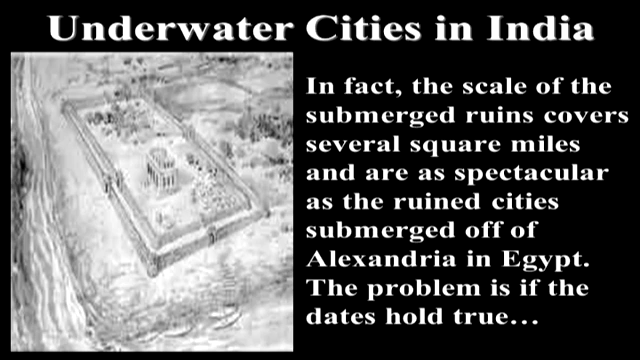 Underwater Cities in India
In fact, the scale of the
submerged ruins covers
several square miles
and are as spectacular
as the ruined cities
submerged off of
Alexandria in Egypt.
The problem is if the
dates hold true...